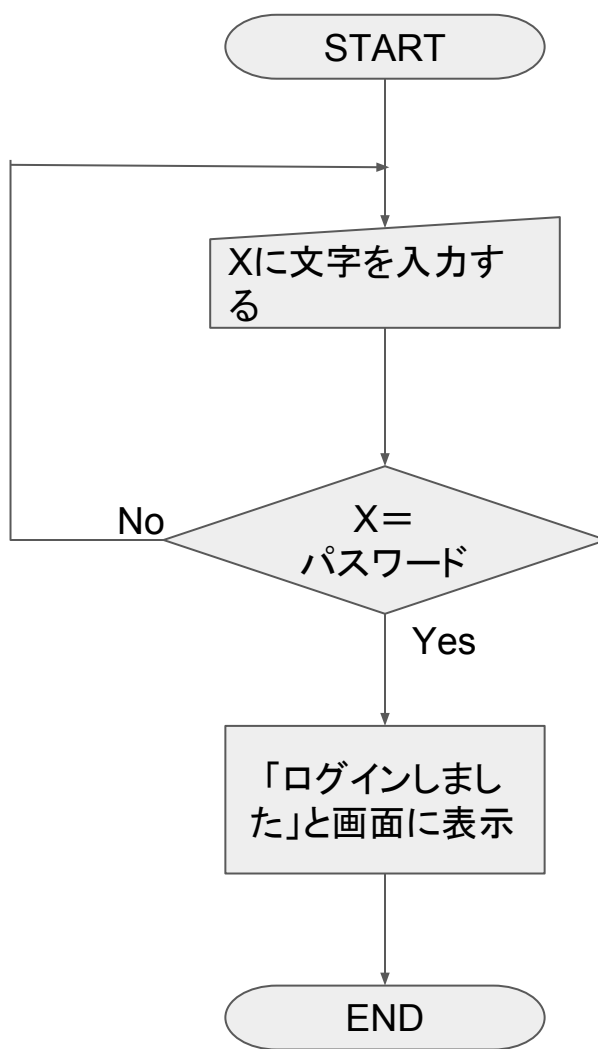 START
Xに文字を入力す
る
No
X＝
パスワード
Yes
「ログインしまし
た」と画面に表示
END